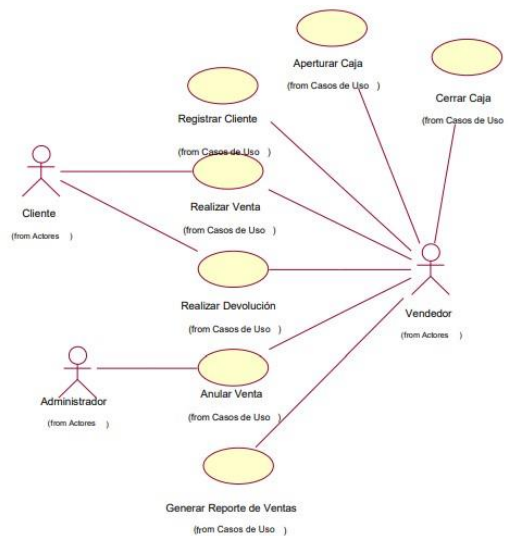 Aperturar Caja
(from Casos de Uso )
Cerrar Caja
(from Casos de Uso
Registrar Cliente
(from Casos de Uso )
Cliente
(from Actores )
Realizar Venta
(from Casos de Uso )
Realizar Devolución
(from Casos de Uso )
Vendedor
(from Actores )
Administrador
(from Actores )
Anular Venta
(from Casos de Uso )
Generar Reporte de Ventas
(from Casos de Uso )